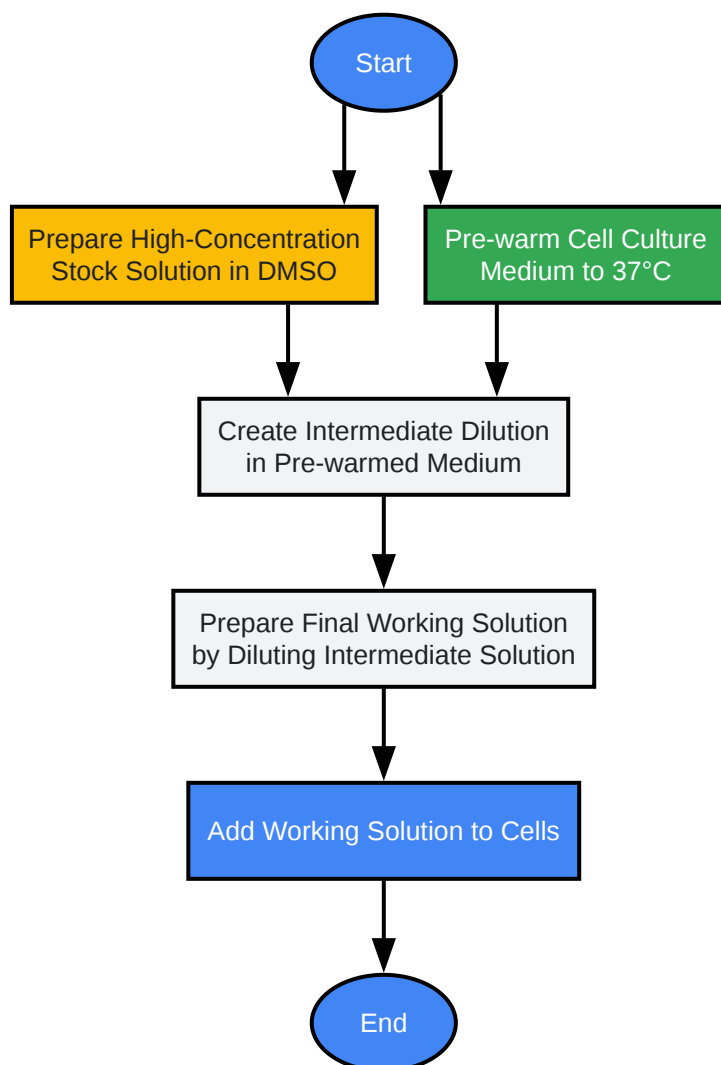 Start
Prepare High-Concentration
Stock Solution in DMSO
Pre-warm Cell Culture
Medium to 37°C
Create Intermediate Dilution
in Pre-warmed Medium
Prepare Final Working Solution
by Diluting Intermediate Solution
Add Working Solution to Cells
End